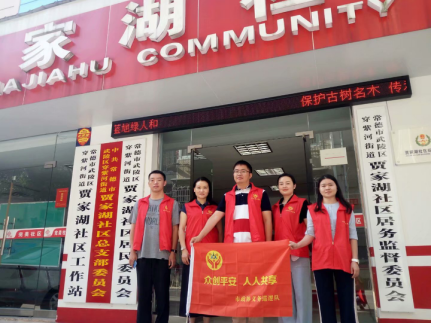 家湖社
AJIAHU COMMUNITY
保护古树名木 传
常德市武陵区
穿紫河街道
贾家湖社区工作站
中共常德市
武陵区穿紫河街道
贾家湖社区总支部委员会
常德市武陵区
穿紫河街道
贾家湖社区居民委员会
常德市武陵区
穿紫河街道
贾家湖社区居务监督委员会
众创平安 人人共享